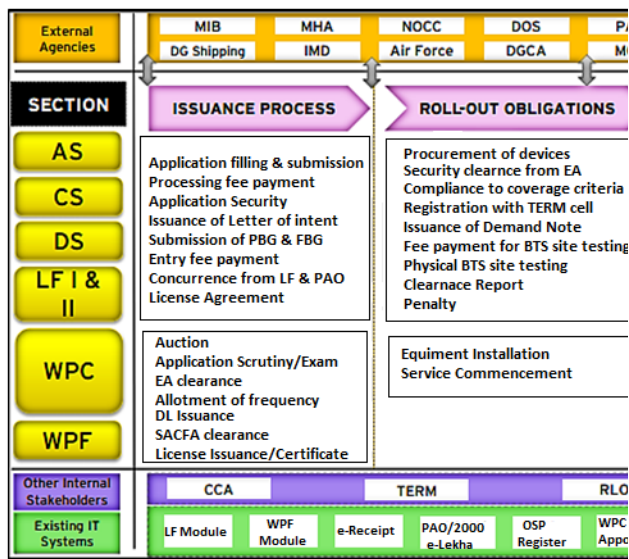 External Agencies
MIB MHA NOCC DOS
DG Shipping IMD Air Force DGCA
SECTION
ISSUANCE PROCESS
ROLL-OUT OBLIGATIONS
AS
CS
DS
LF I &
II
WPC
WPF
Application filling & submission
Processing fee payment
Application Security
Issuance of Letter of intent
Submission of PBG & FBG
Entry fee payment
Concurrence from LF & PAO
License Agreement
Procurement of devices
Security clearnce from EA
Compliance to coverage criteria
Registration with TERM cell
Issuance of Demand Note
Fee payment for BTS site testing
Physical BTS site testing
Clearnace Report
Penalty
Auction
Application Scrutiny/Exam
EA clearance
Allotment of frequency
DL Issuance
SACFA clearance
License Issuance/Certificate
Equiment Installation
Service Commencement
Other Internal
Stakeholders
CCA TERM RLO
Existing IT
Systems
LF Module
WPF
Module
e-Receipt
PAO/2000
e-Lekha
OSP
Register
WPC
Appo